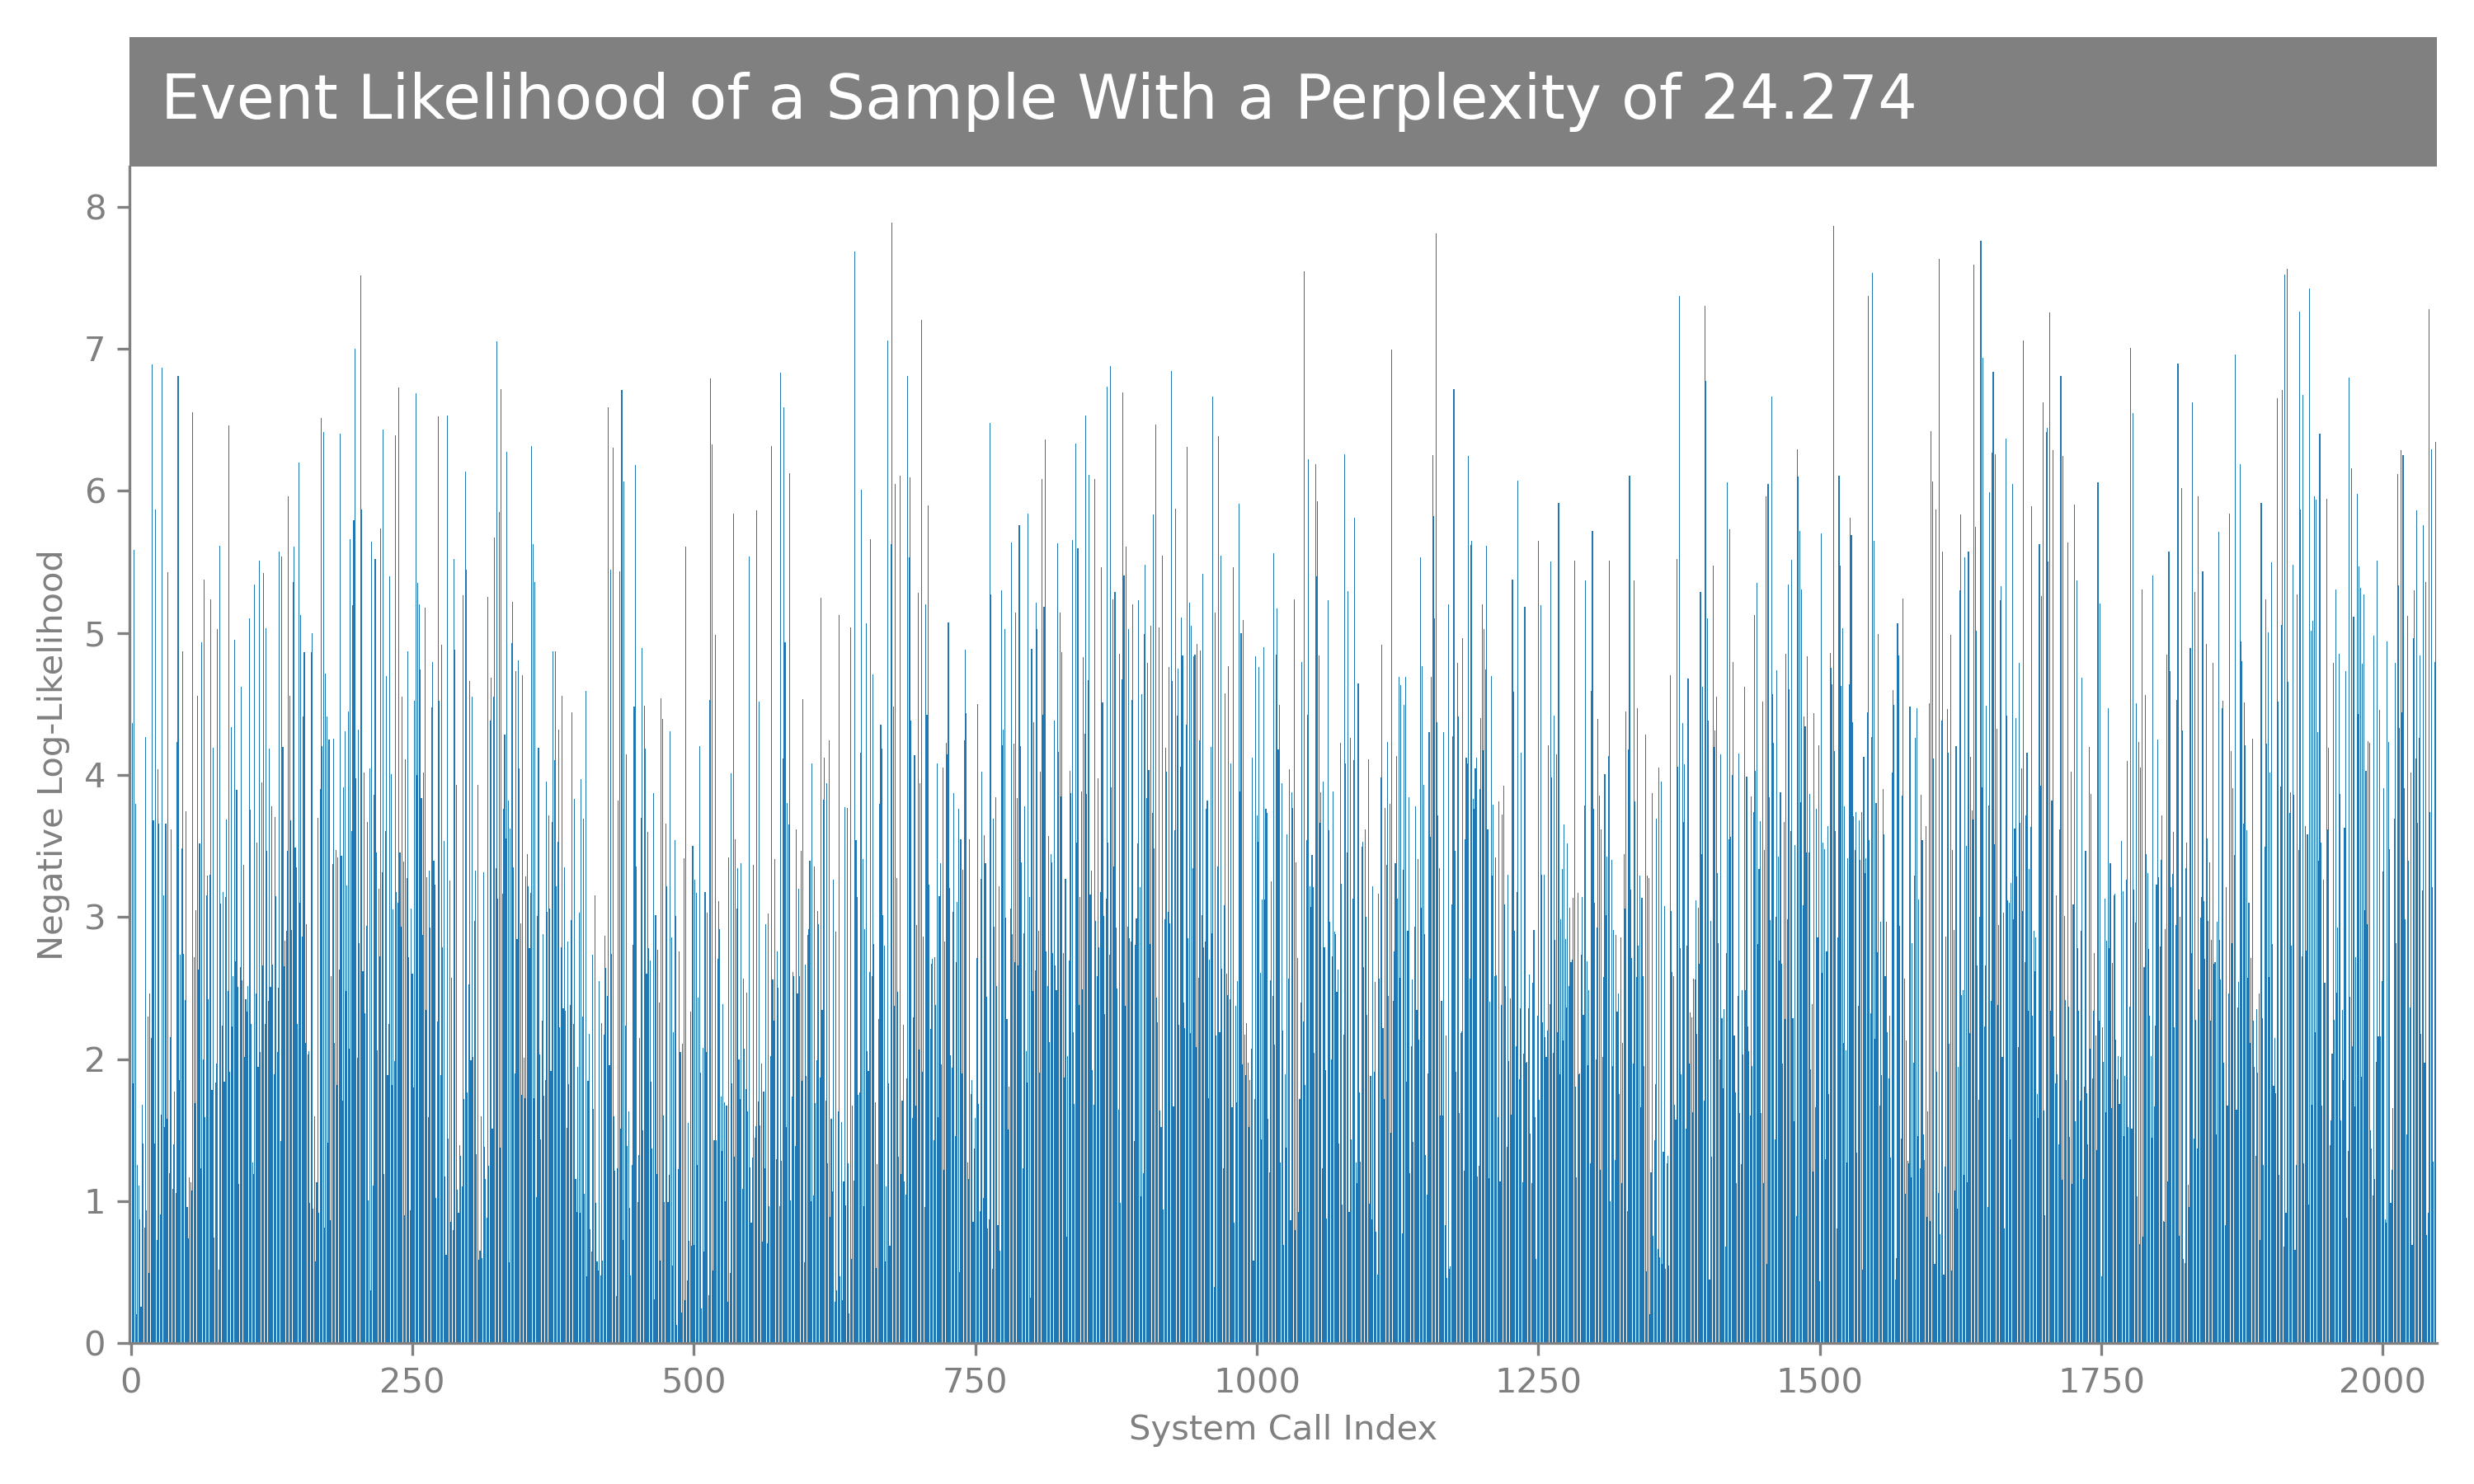 Event Likelihood of a Sample With a Perplexity of 24.274
8
7
6
5
4
3
2
1
0
Negative Log-Likelihood
0 250 500 750 1000 1250 1500 1750 2000
System Call Index